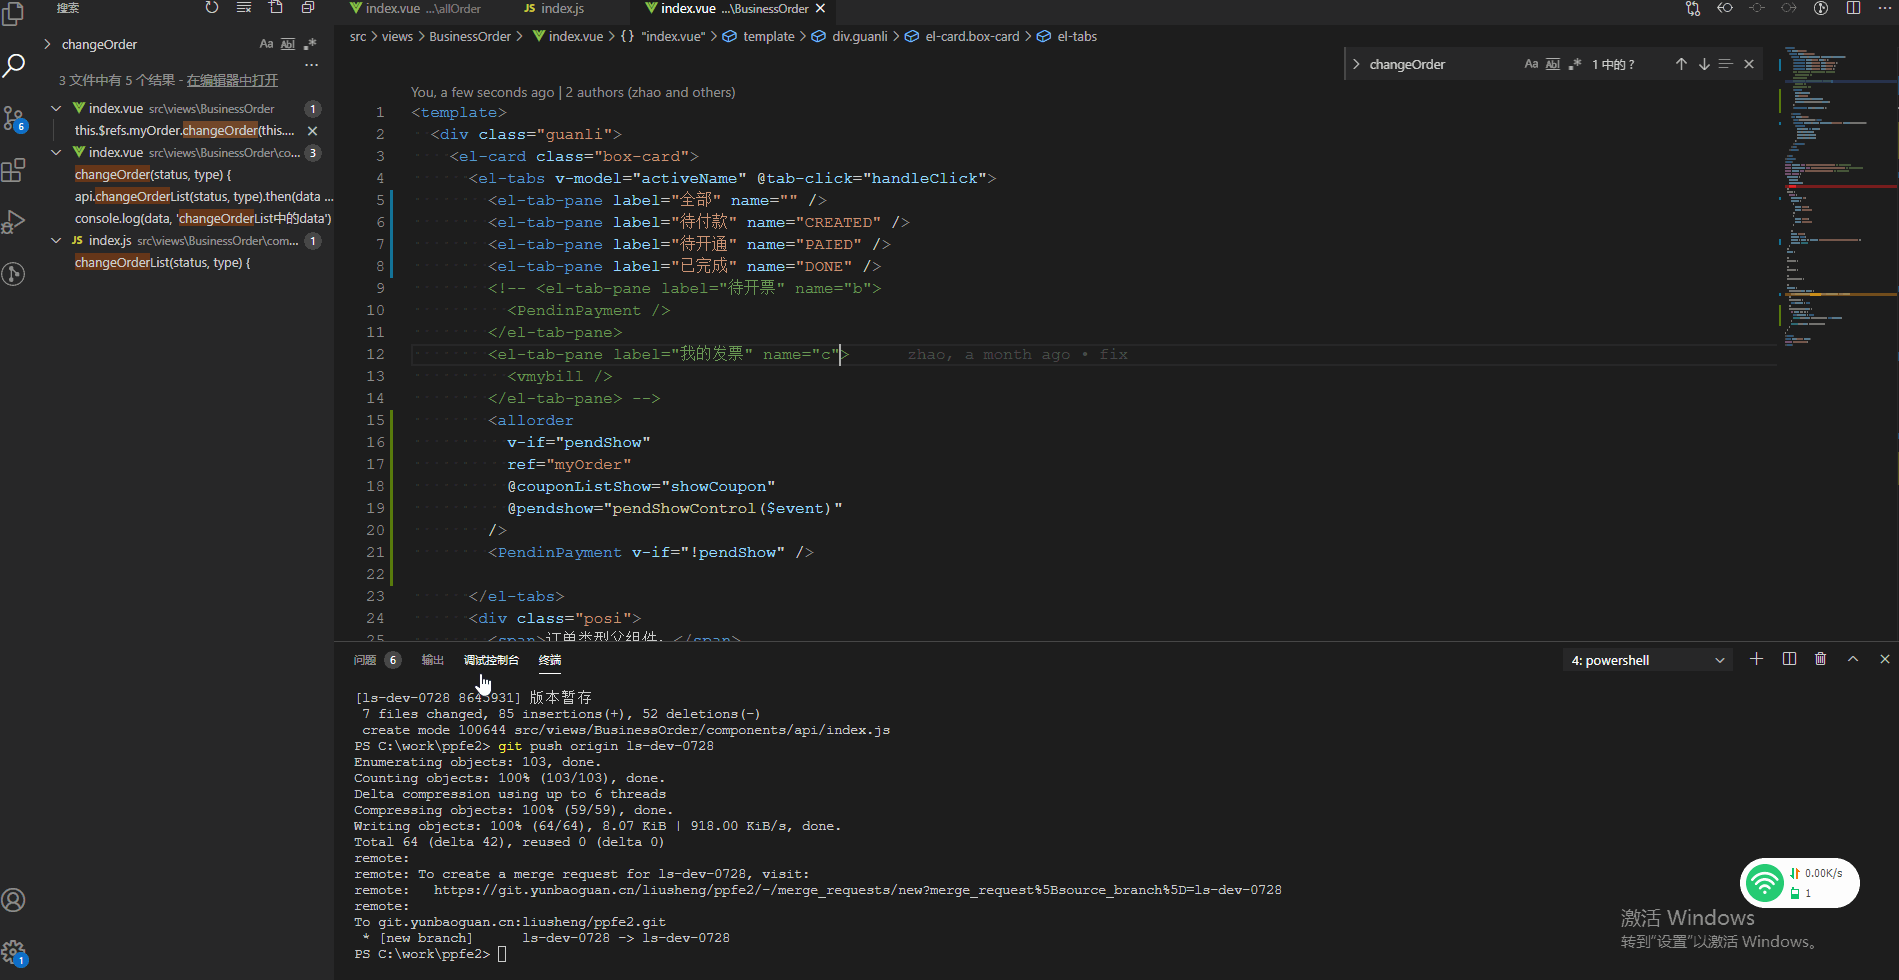 搜索
index.vue ...\allOrder
JS index.js
index.vue ...\BusinessOrder
src > views > BusinessOrder > index.vue > {} "index.vue" > template > div.guanli > el-card.box-card > el-tabs
changeOrder
Aa Abl .*
...
3 文件中有 5 个结果 - 在编辑器中打开
index.vue src\views\BusinessOrder 1
this.$refs.myOrder.changeOrder(this....
index.vue src\views\BusinessOrder\co... 3
changeOrder(status, type) {
api.changeOrderList(status, type).then(data ...
console.log(data, 'changeOrderList中的data')
JS index.js src\views\BusinessOrder\com... 1
changeOrderList(status, type) {
6
1
changeOrder Aa Abl .* 1 中的 ?
You, a few seconds ago | 2 authors (zhao and others)
1 <template>
2 <div class="guanli">
3 <el-card class="box-card">
4 <el-tabs v-model="activeName" @tab-click="handleClick">
5 <el-tab-pane label="全部" name="" />
6 <el-tab-pane label="待付款" name="CREATED" />
7 <el-tab-pane label="待开通" name="PAIED" />
8 <el-tab-pane label="已完成" name="DONE" />
9 <!-- <el-tab-pane label="待开票" name="b">
10 <PendinPayment />
11 </el-tab-pane>
12 <el-tab-pane label="我的发票" name="c"> zhao, a month ago • fix
13 <vmybill />
14 </el-tab-pane> -->
15 <allorder
16 v-if="pendShow"
17 ref="myOrder"
18 @couponListShow="showCoupon"
19 @pendshow="pendShowControl($event)"
20 />
21 <PendinPayment v-if="!pendShow" />
22
23 </el-tabs>
24 <div class="posi">
25 <span>订单类型父组件: </span>
问题 6 输出 调试控制台 终端
4: powershell
[ls-dev-0728 8645931] 版本暂存
7 files changed, 85 insertions(+), 52 deletions(-)
create mode 100644 src/views/BusinessOrder/components/api/index.js
PS C:\work\ppfe2> git push origin ls-dev-0728
Enumerating objects: 103, done.
Counting objects: 100% (103/103), done.
Delta compression using up to 6 threads
Compressing objects: 100% (59/59), done.
Writing objects: 100% (64/64), 8.07 KiB | 918.00 KiB/s, done.
Total 64 (delta 42), reused 0 (delta 0)
remote:
remote: To create a merge request for ls-dev-0728, visit:
remote:   https://git.yunbaoguan.cn/liusheng/ppfe2/-/merge_requests/new?merge_request%5Bsource_branch%5D=ls-dev-0728
remote:
To git.yunbaoguan.cn:liusheng/ppfe2.git
* [new branch]      ls-dev-0728 -> ls-dev-0728
PS C:\work\ppfe2>
0.00K/s
1
激活 Windows
转到“设置”以激活 Windows。